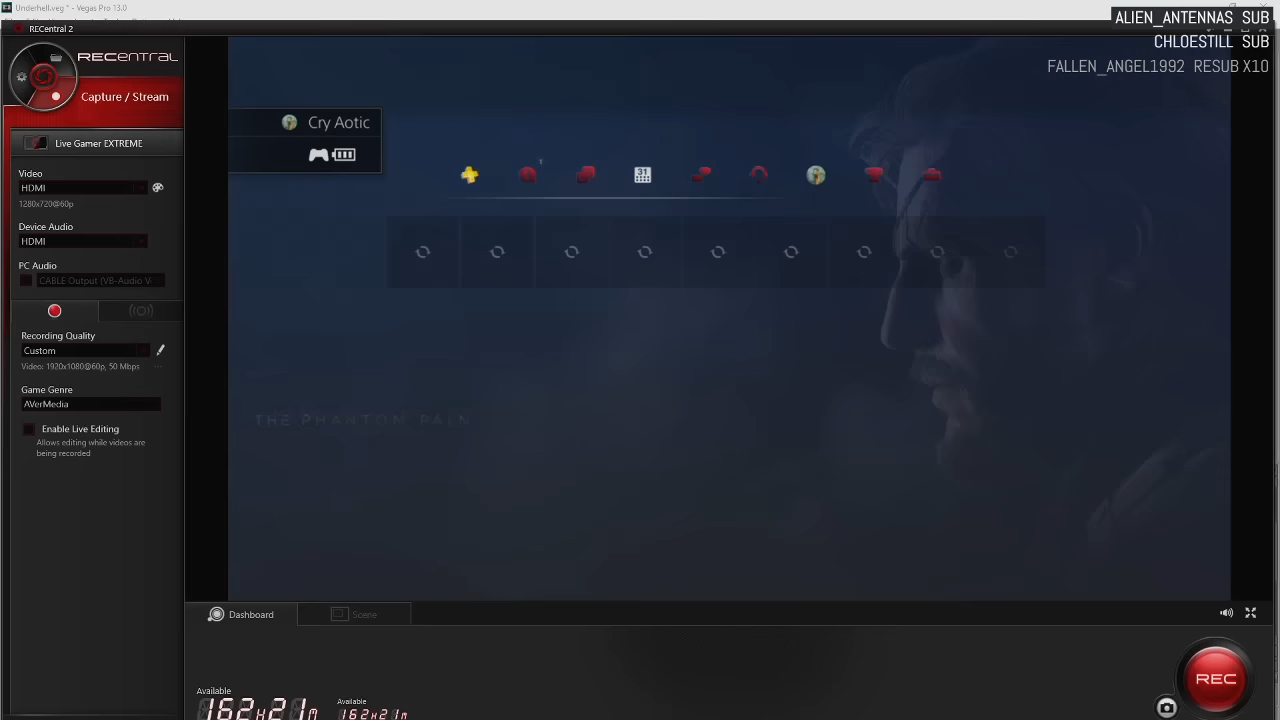 Underhell.veg * - Vegas Pro 13.0
RECentral 2
ALIEN_ANTENNAS SUB
CHLOESTILL SUB
FALLEN_ANGEL1992 RESUB X10
RECENTRAL
Capture / Stream
Live Gamer EXTREME
Video
HDMI
1280x720@60p
Device Audio
HDMI
PC Audio
CABLE Output (VB-Audio V
Recording Quality
Custom
Video: 1920x1080@60p, 50 Mbps
Game Genre
AVerMedia
Enable Live Editing
Allows editing while videos are
being recorded
Cry Aotic
31
THE PHANTOM PAIN
Dashboard
Scene
Available
162H21M
Available
162H21M
REC